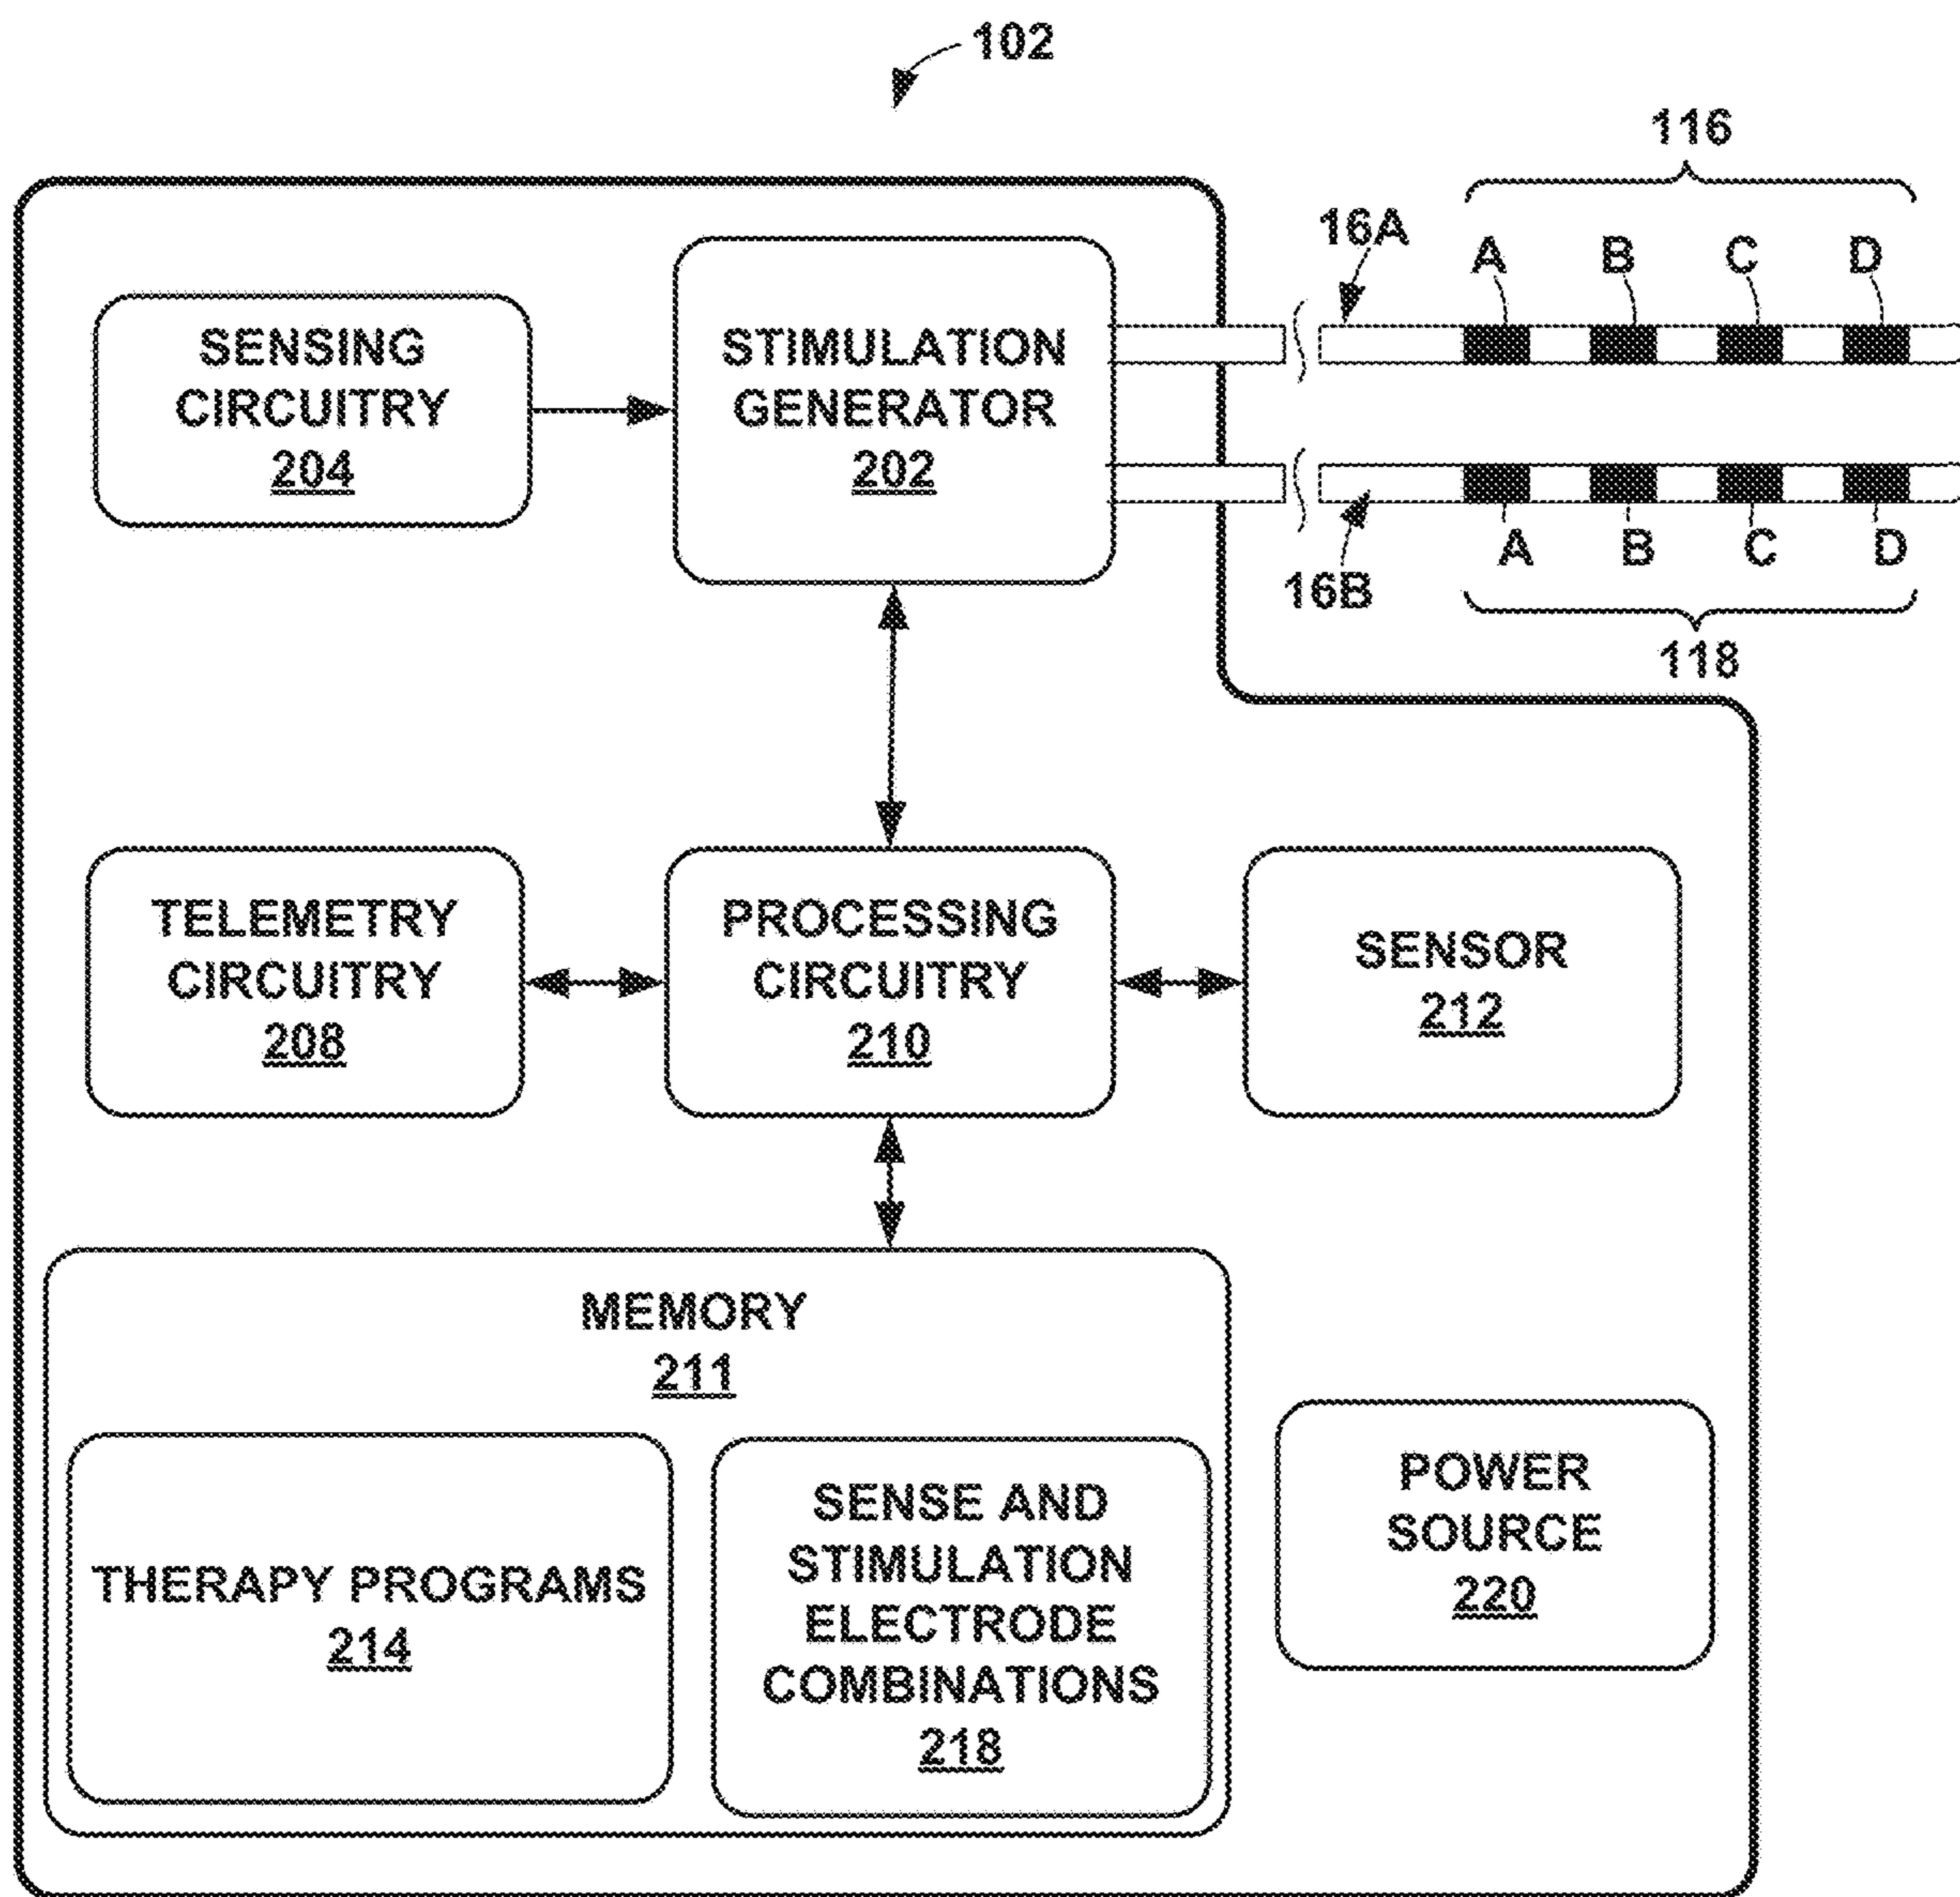 102
116
16A
A B C D
SENSING
CIRCUITRY
204
STIMULATION
GENERATOR
202
16B
A B C D
118
TELEMETRY
CIRCUITRY
208
PROCESSING
CIRCUITRY
210
SENSOR
212
MEMORY
211
THERAPY PROGRAMS
214
SENSE AND
STIMULATION
ELECTRODE
COMBINATIONS
218
POWER
SOURCE
220